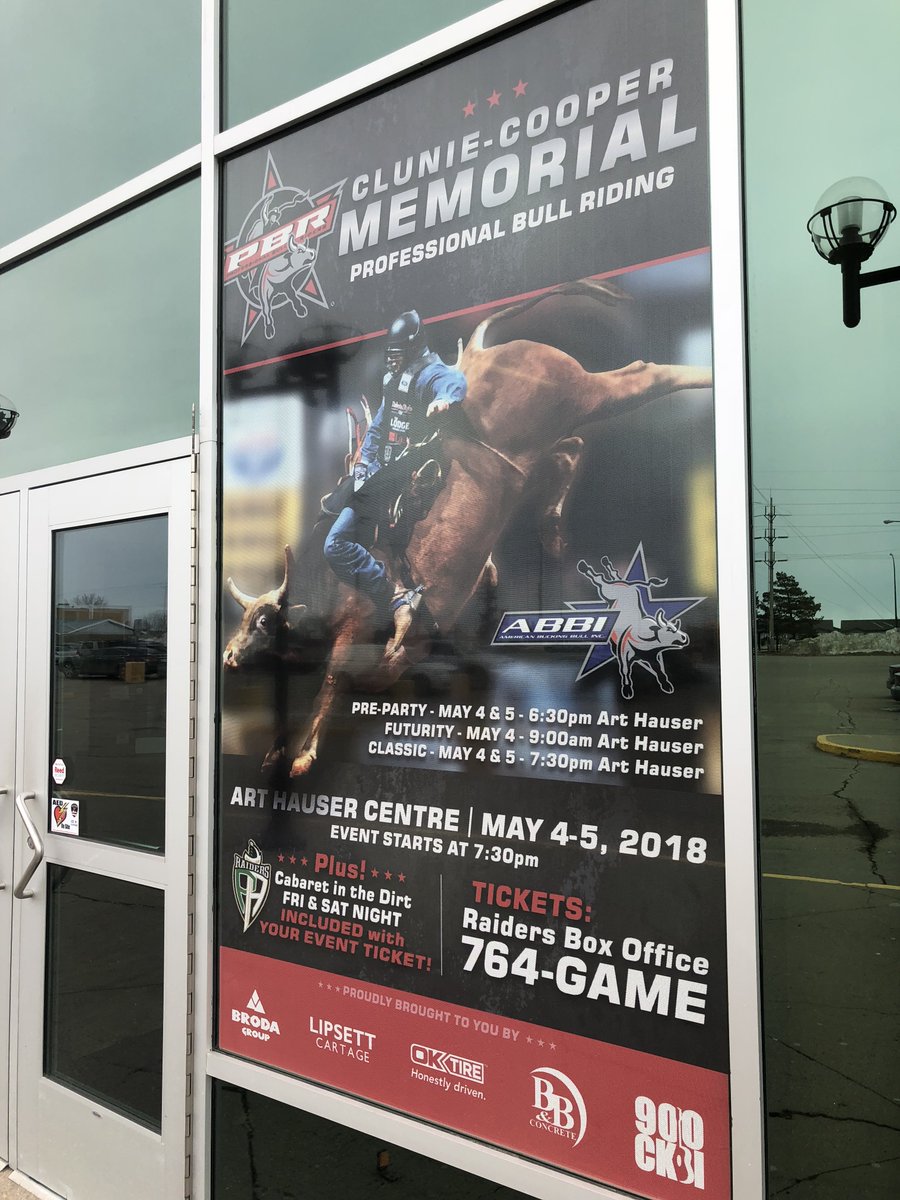 CLUNIE-COOPER
MEMORIAL
PROFESSIONAL BULL RIDING
PBR
LODGE
ABBI
AMERICAN BUCKING BULL INC.
PRE-PARTY - MAY 4 & 5 - 6:30pm Art Hauser
FUTURITY - MAY 4 - 9:00am Art Hauser
CLASSIC - MAY 4 & 5 - 7:30pm Art Hauser
ART HAUSER CENTRE | MAY 4-5, 2018
EVENT STARTS AT 7:30pm
RAIDERS
PA
Plus!
Cabaret in the Dirt
FRI & SAT NIGHT
INCLUDED with
YOUR EVENT TICKET!
TICKETS:
Raiders Box Office
764-GAME
PROUDLY BROUGHT TO YOU BY
BRODA
GROUP
LIPSETT
CARTAGE
OK TIRE
Honestly driven.
B&B
CONCRETE
900
CKBI
AED